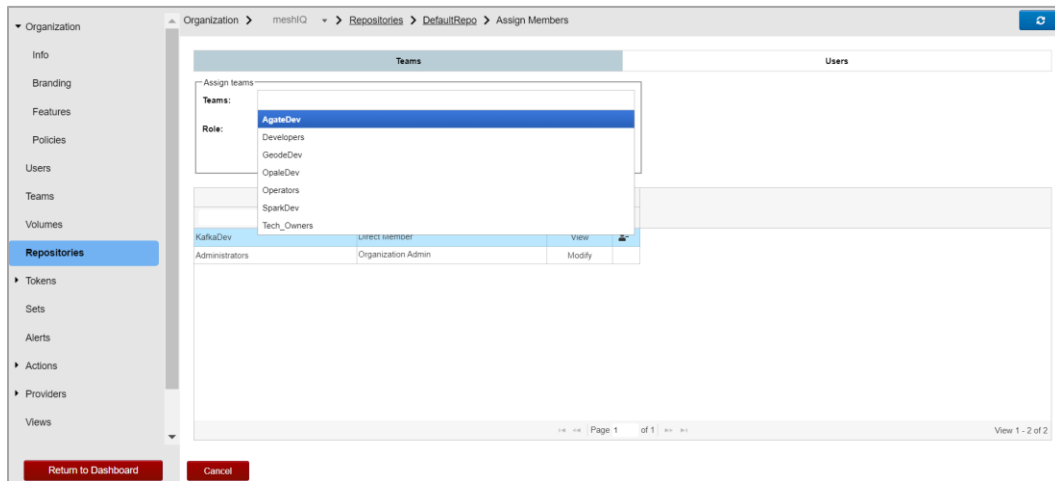 Organization
Info
Branding
Features
Policies
Users
Teams
Volumes
Repositories
Tokens
Sets
Alerts
Actions
Providers
Views
Return to Dashboard
Organization > meshIQ > Repositories > DefaultRepo > Assign Members
Teams Users
Assign teams
Teams:
Role:
AgateDev
Developers
GeodeDev
OpaleDev
Operators
SparkDev
Tech_Owners
KafkaDev Direct Member View
Administrators Organization Admin Modify
Page 1 of 1
View 1 - 2 of 2
Cancel